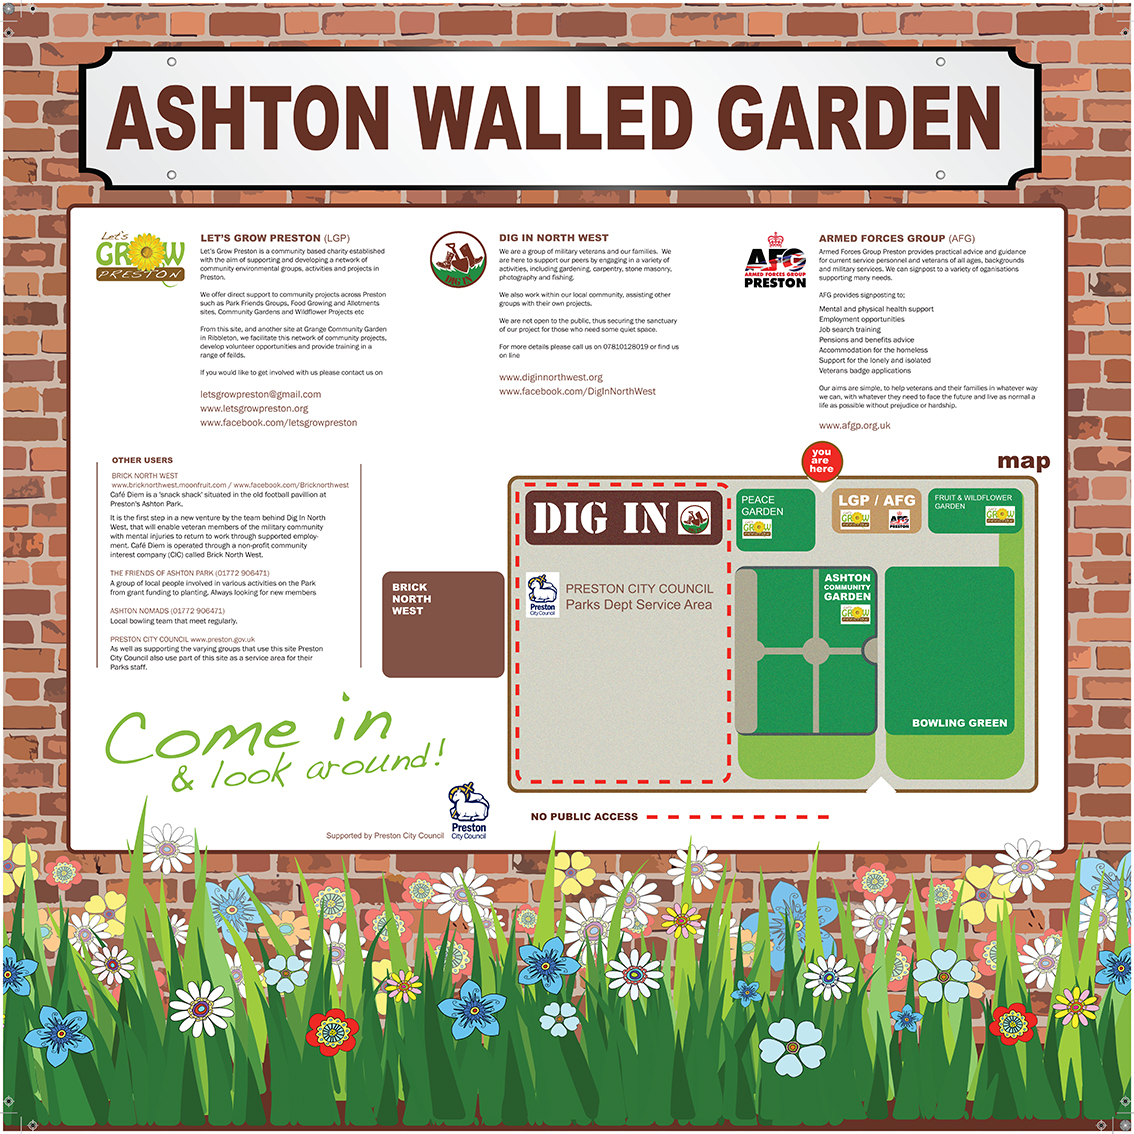 ASHTON WALLED GARDEN
Let's
GROW
PRESTON
LET'S GROW PRESTON (LGP)
Let's Grow Preston is a community based charity established
with the aim of supporting and developing a network of
community environmental groups, activities and projects in
Preston.
We offer direct support to community projects across Preston
such as Park Friends Groups, Food Growing and Allotments
sites, Community Gardens and Wildflower Projects etc
From this site, and another site at Grange Community Garden
in Ribbleton, we facilitate this network of community projects,
develop volunteer opportunities and provide training in a
range of feilds.
If you would like to get involved with us please contact us on
letsgrowpreston@gmail.com
www.letsgrowpreston.org
www.facebook.com/letsgrowpreston
DIG IN
DIG IN NORTH WEST
We are a group of military veterans and our families. We
are here to support our peers by engaging in a variety of
activities, including gardening, carpentry, stone masonry,
photography and fishing.
We also work within our local community, assisting other
groups with their own projects.
We are not open to the public, thus securing the sanctuary
of our project for those who need some quiet space.
For more details please call us on 07810128019 or find us
on line
www.diginnorthwest.org
www.facebook.com/DigInNorthWest
AFG
ARMED FORCES GROUP
PRESTON
ARMED FORCES GROUP (AFG)
Armed Forces Group Preston provides practical advice and guidance
for current service personnel and veterans of all ages, backgrounds
and military services. We can signpost to a variety of oganisations
supporting many needs.
AFG provides signposting to;
Mental and physical health support
Employment opportunities
Job search training
Pensions and benefits advice
Accommodation for the homeless
Support for the lonely and isolated
Veterans badge applications
Our aims are simple, to help veterans and their families in whatever way
we can, with whatever they need to face the future and live as normal a
life as possible without prejudice or hardship.
www.afgp.org.uk
OTHER USERS
BRICK NORTH WEST
www.bricknorthwest.moonfruit.com / www.facebook.com/Bricknorthwest
Café Diem is a 'snack shack' situated in the old football pavilion at
Preston's Ashton Park.
It is the first step in a new venture by the team behind Dig In North
West, that will enable veteran members of the military community
with mental injuries to return to work through supported employ-
ment. Café Diem is operated through a non-profit community
interest company (CIC) called Brick North West.
THE FRIENDS OF ASHTON PARK (01772 906471)
A group of local people involved in various activities on the Park
from grant funding to planting. Always looking for new members
ASHTON NOMADS (01772 906471)
Local bowling team that meet regularly.
PRESTON CITY COUNCIL www.preston.gov.uk
As well as supporting the varying groups that use this site Preston
City Council also use part of this site as a service area for their
Parks staff.
Come in
& look around!
Supported by Preston City Council
Preston
City Council
you
are
here
map
DIG IN
PEACE
GARDEN
LGP / AFG
FRUIT & WILDFLOWER
GARDEN
Preston
City Council
PRESTON CITY COUNCIL
Parks Dept Service Area
BRICK
NORTH
WEST
ASHTON
COMMUNITY
GARDEN
BOWLING GREEN
NO PUBLIC ACCESS